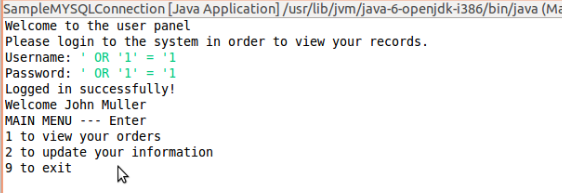 SampleMYSQLConnection [Java Application] /usr/lib/jvm/java-6-openjdk-i386/bin/java (Ma
Welcome to the user panel
Please login to the system in order to view your records.
Username: ' OR '1' = '1
Password: ' OR '1' = '1
Logged in successfully!
Welcome John Muller
MAIN MENU --- Enter
1 to view your orders
2 to update your information
9 to exit